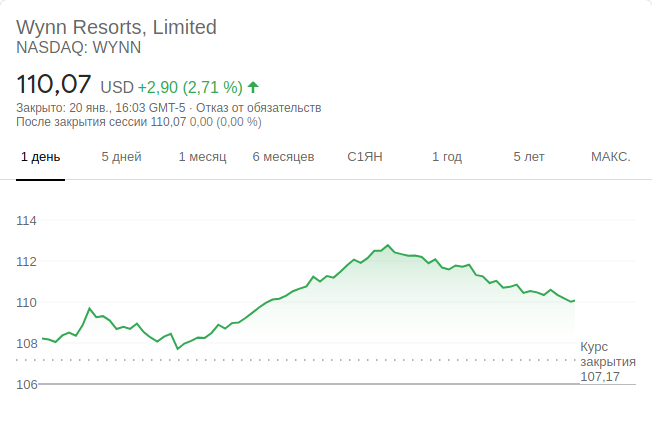 Wynn Resorts, Limited
NASDAQ: WYNN
110,07 USD +2,90 (2,71 %)
Закрыто: 20 янв., 16:03 GMT-5 · Отказ от обязательств
После закрытия сессии 110,07 0,00 (0,00 %)
1 день 5 дней 1 месяц 6 месяцев С1ЯН 1 год 5 лет МАКС.
114
112
110
108
Курс
закрытия
107,17
106